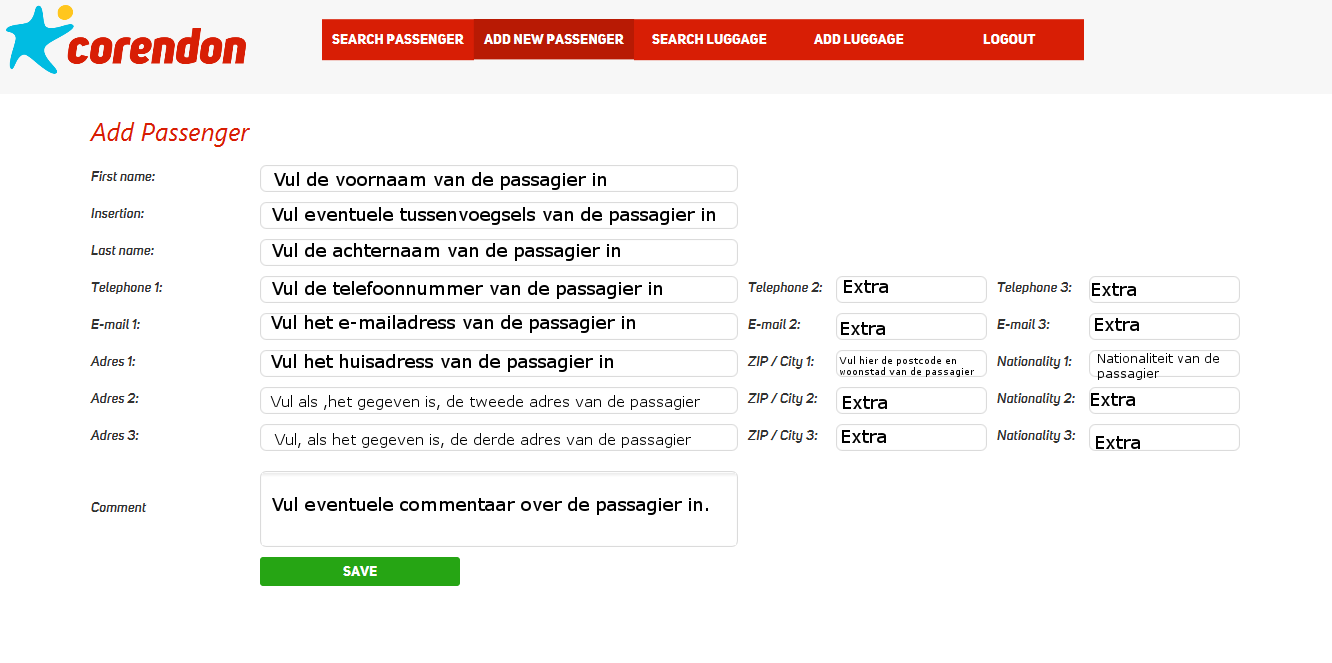 corendon
SEARCH PASSENGER ADD NEW PASSENGER SEARCH LUGGAGE ADD LUGGAGE LOGOUT
Add Passenger
First name: Vul de voornaam van de passagier in
Insertion: Vul eventuele tussenvoegsels van de passagier in
Last name: Vul de achternaam van de passagier in
Telephone 1: Vul de telefoonnummer van de passagier in Telephone 2: Extra Telephone 3: Extra
E-mail 1: Vul het e-mailadress van de passagier in E-mail 2: Extra E-mail 3: Extra
Adres 1: Vul het huisadress van de passagier in ZIP / City 1: Vul hier de postcode en
woonstad van de passagier Nationality 1: Nationaliteit van de
passagier
Adres 2: Vul als ,het gegeven is, de tweede adres van de passagier ZIP / City 2: Extra Nationality 2: Extra
Adres 3: Vul, als het gegeven is, de derde adres van de passagier ZIP / City 3: Extra Nationality 3: Extra
Comment Vul eventuele commentaar over de passagier in.
SAVE